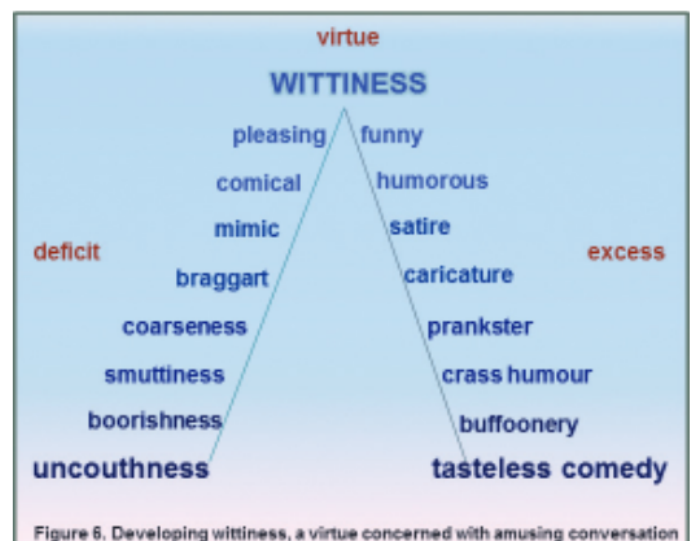 virtue
WITTINESS
pleasing funny
comical humorous
mimic satire
deficit excess
braggart caricature
coarseness prankster
smuttiness crass humour
boorishness buffoonery
uncouthness tasteless comedy
Figure 6. Developing wittiness, a virtue concerned with amusing conversation